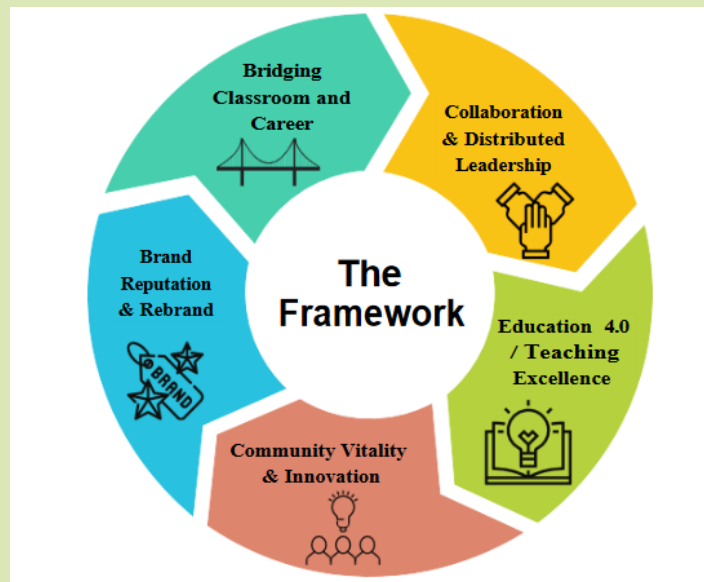 Bridging
Classroom and
Career
Collaboration
& Distributed
Leadership
Education 4.0
/ Teaching
Excellence
Community Vitality
& Innovation
Brand
Reputation
& Rebrand
BRAND
The
Framework